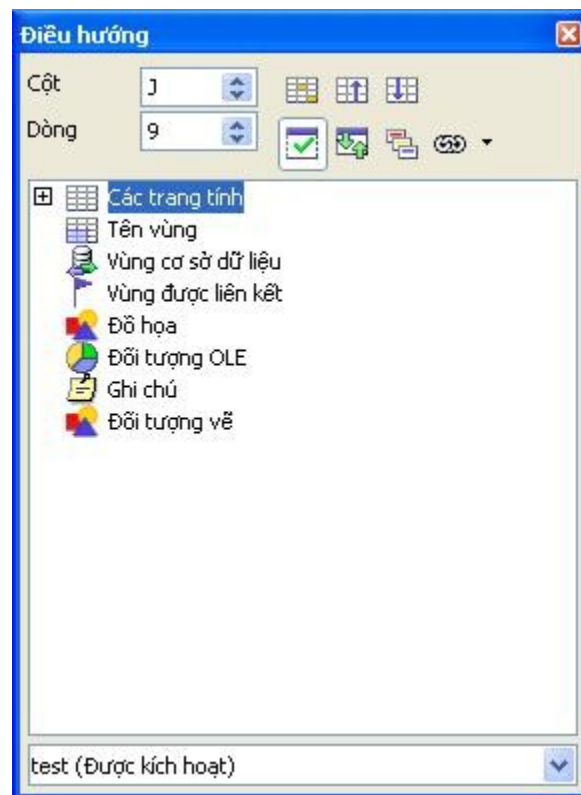 Điều hướng
Cột J
Dòng 9
Các trang tính
Tên vùng
Vùng cơ sở dữ liệu
Vùng được liên kết
Đồ họa
Đối tượng OLE
Ghi chú
Đối tượng vẽ
test (Được kích hoạt)